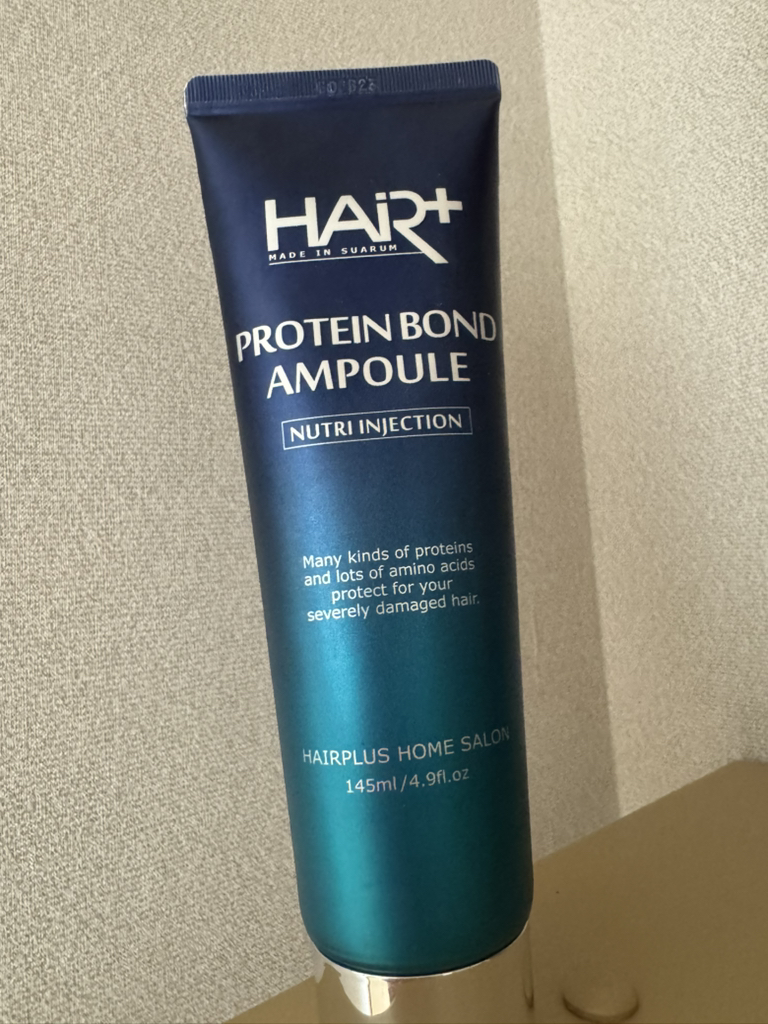 HAiR+
MADE IN SUARUM
PROTEIN BOND
AMPOULE
NUTRI INJECTION
Many kinds of proteins
and lots of amino acids
protect for your
severely damaged hair.
HAIRPLUS HOME SALON
145ml/4.9fl.oz